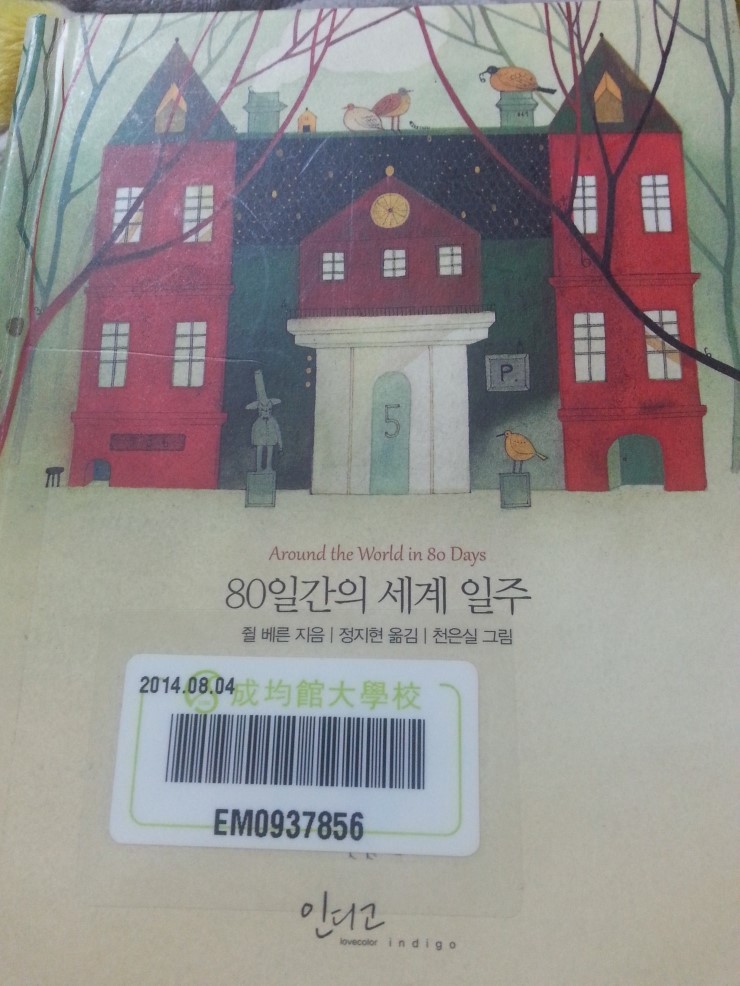 P.
5
Around the World in 80 Days
80일간의 세계 일주
쥘 베른 지음 | 정지현 옮김 | 천은실 그림
2014.08.04
成均館大學校
EM0937856
인디고
lovecolor indigo